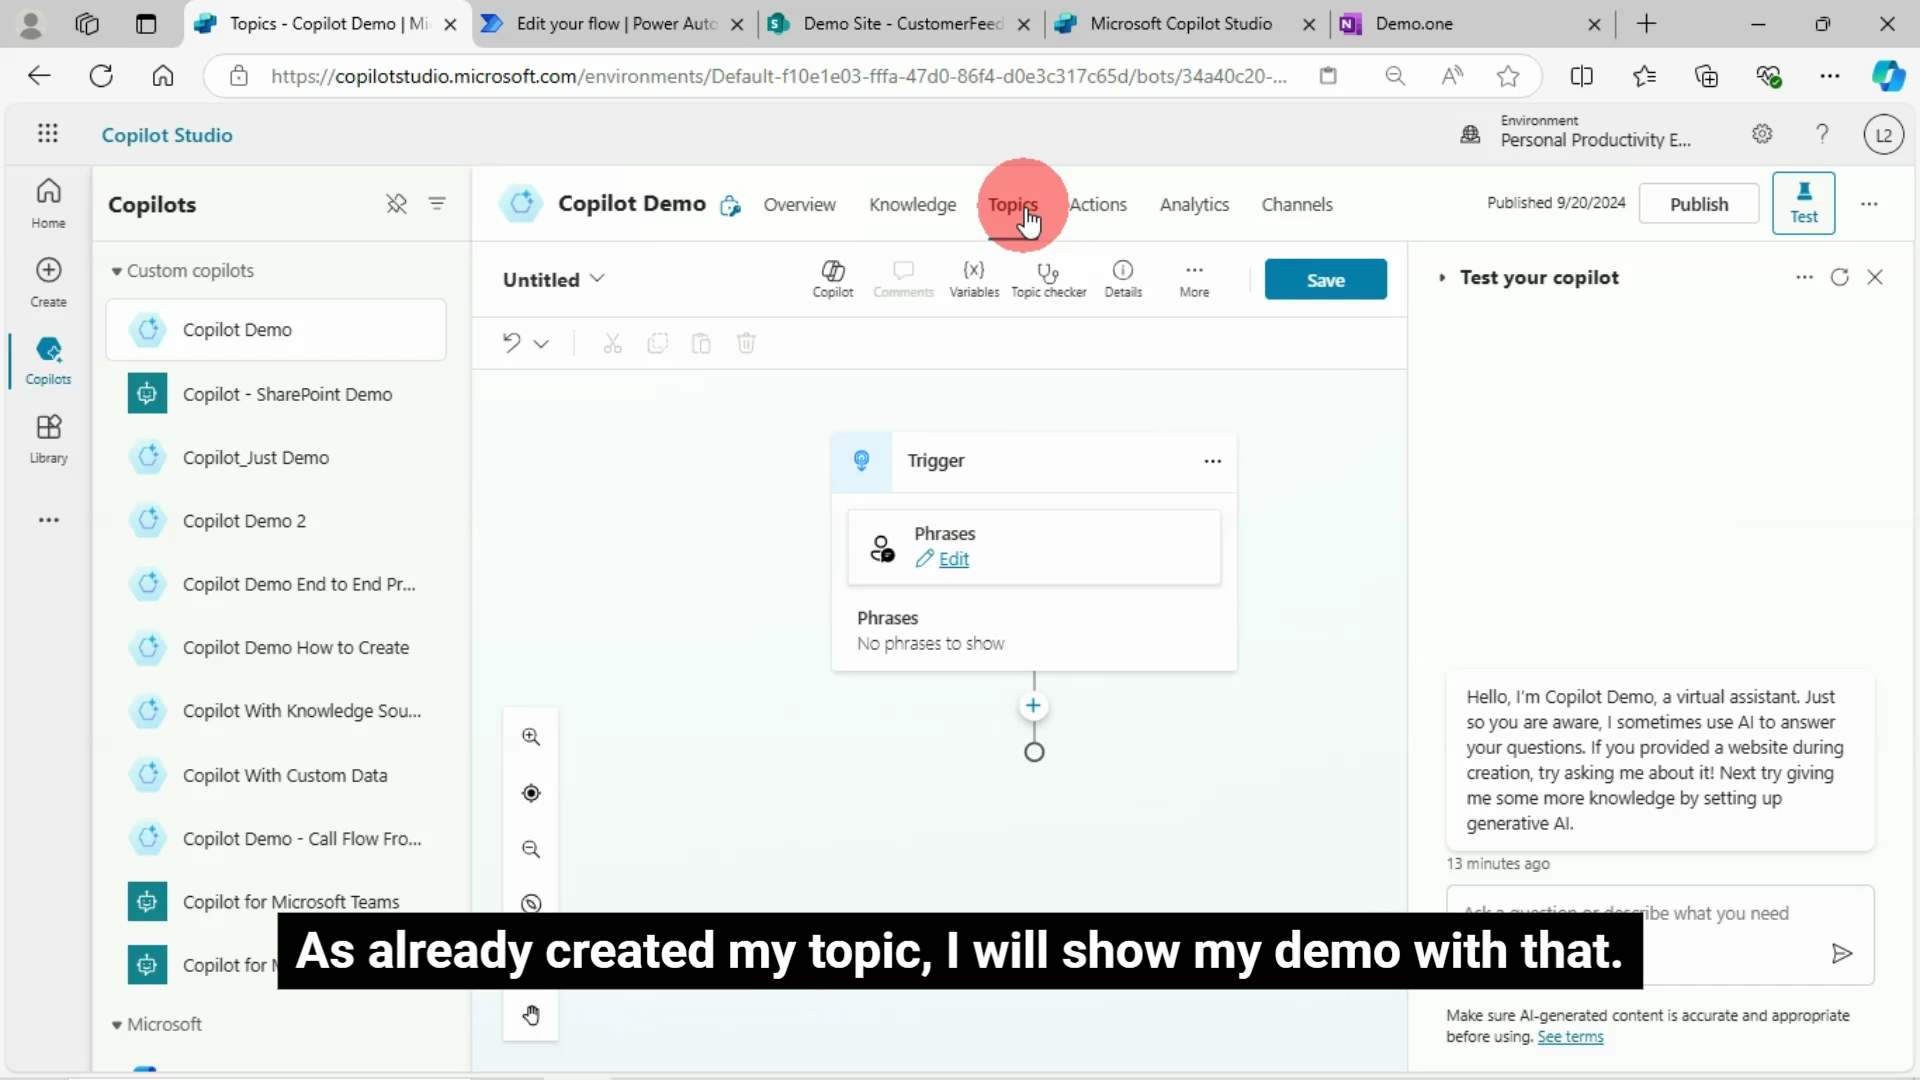 Topics - Copilot Demo | Mi
Edit your flow | Power Auto
Demo Site - CustomerFeed
Microsoft Copilot Studio
Demo.one
https://copilotstudio.microsoft.com/environments/Default-f10e1e03-fffa-47d0-86f4-d0e3c317c65d/bots/34a40c20-...
Copilot Studio
Environment
Personal Productivity E...
L2
Home
Create
Copilots
Library
Copilots
Custom copilots
Copilot Demo
Copilot - SharePoint Demo
Copilot_Just Demo
Copilot Demo 2
Copilot Demo End to End Pr...
Copilot Demo How to Create
Copilot With Knowledge Sou...
Copilot With Custom Data
Copilot Demo - Call Flow Fro...
Copilot for Microsoft Teams
Copilot for
Microsoft
Copilot Demo
Overview
Knowledge
Topics
Actions
Analytics
Channels
Published 9/20/2024
Publish
Test
Untitled
Copilot
Comments
Variables
Topic checker
Details
More
Save
Trigger
Phrases
Edit
Phrases
No phrases to show
Test your copilot
Hello, I'm Copilot Demo, a virtual assistant. Just
so you are aware, I sometimes use AI to answer
your questions. If you provided a website during
creation, try asking me about it! Next try giving
me some more knowledge by setting up
generative AI.
13 minutes ago
Ask a question or describe what you need
Make sure AI-generated content is accurate and appropriate
before using. See terms
As already created my topic, I will show my demo with that.